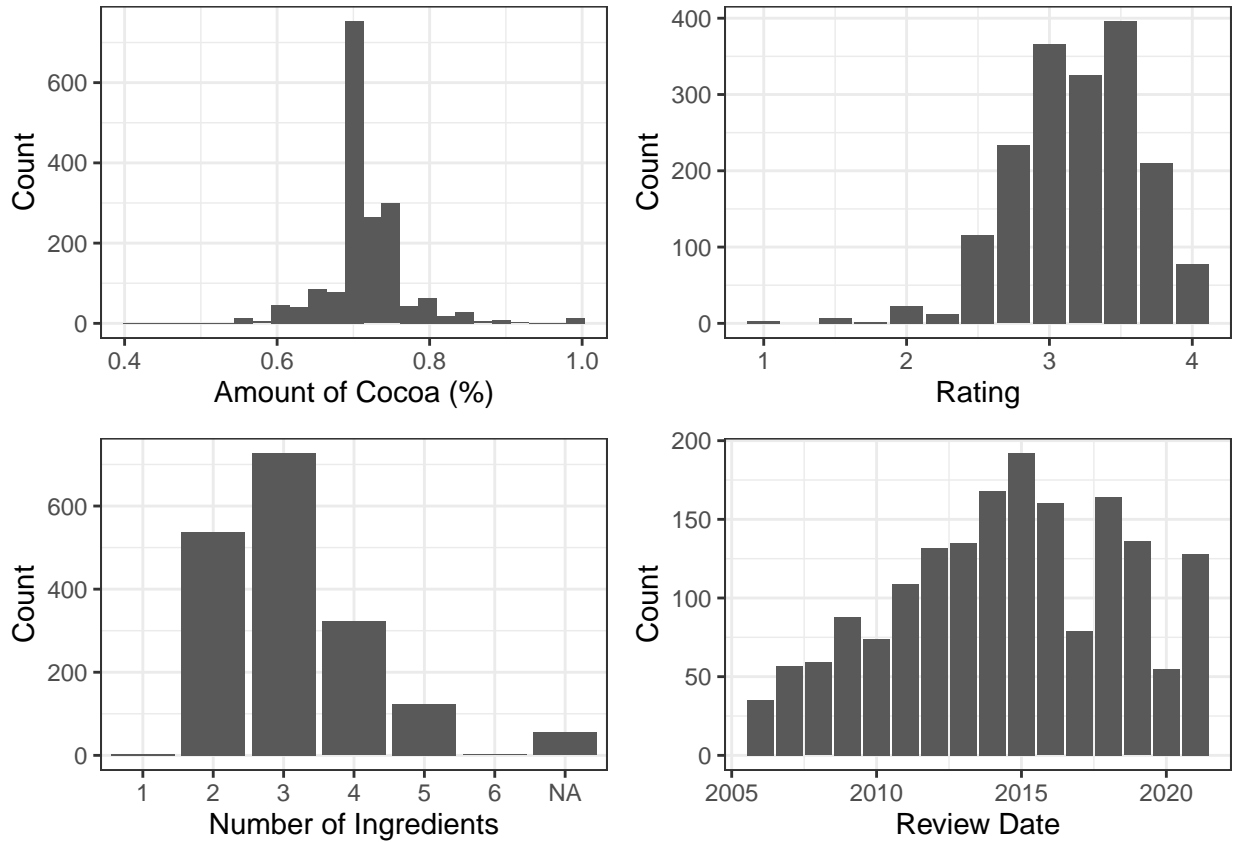 Count
600
400
200
0
0.4 0.6 0.8 1.0
Amount of Cocoa (%)
Count
400
300
200
100
0
1 2 3 4
Rating
Count
600
400
200
0
1 2 3 4 5 6 NA
Number of Ingredients
Count
200
150
100
50
0
2005 2010 2015 2020
Review Date